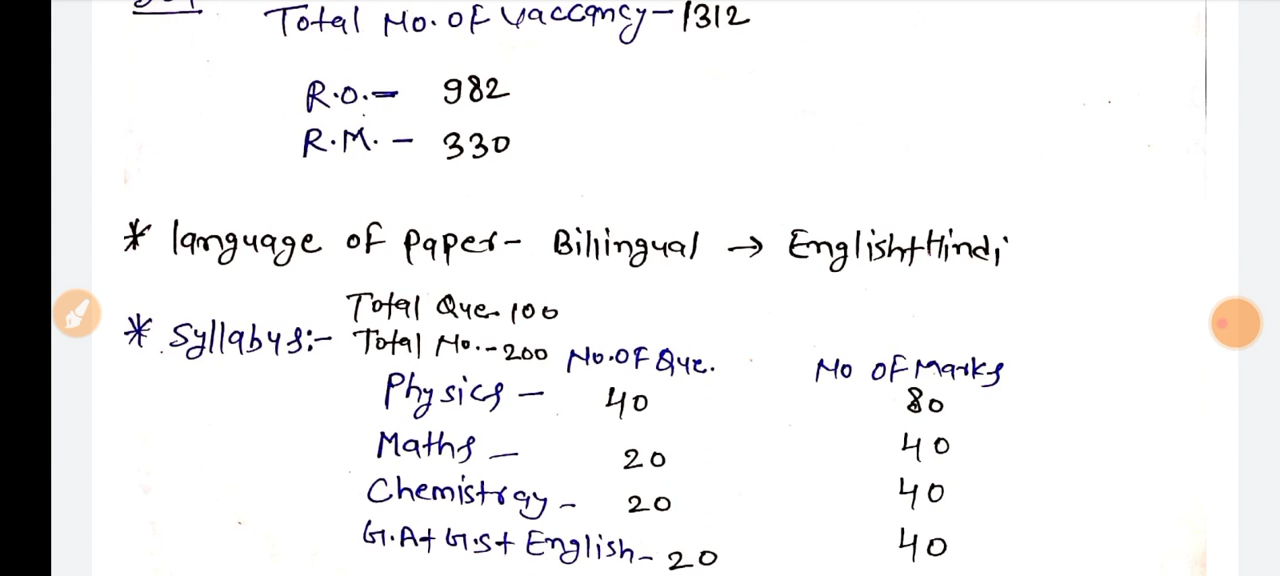 Total No. of Vaccancy - 1312
R.O. - 982
R.M. - 330
* language of paper - Bilingual → English + Hindi
Total Que. 100
* Syllabus :- Total No. - 200 No. of Que. No of Marks
Physics - 40 80
Maths - 20 40
Chemistray - 20 40
G.A + G.S + English - 20 40